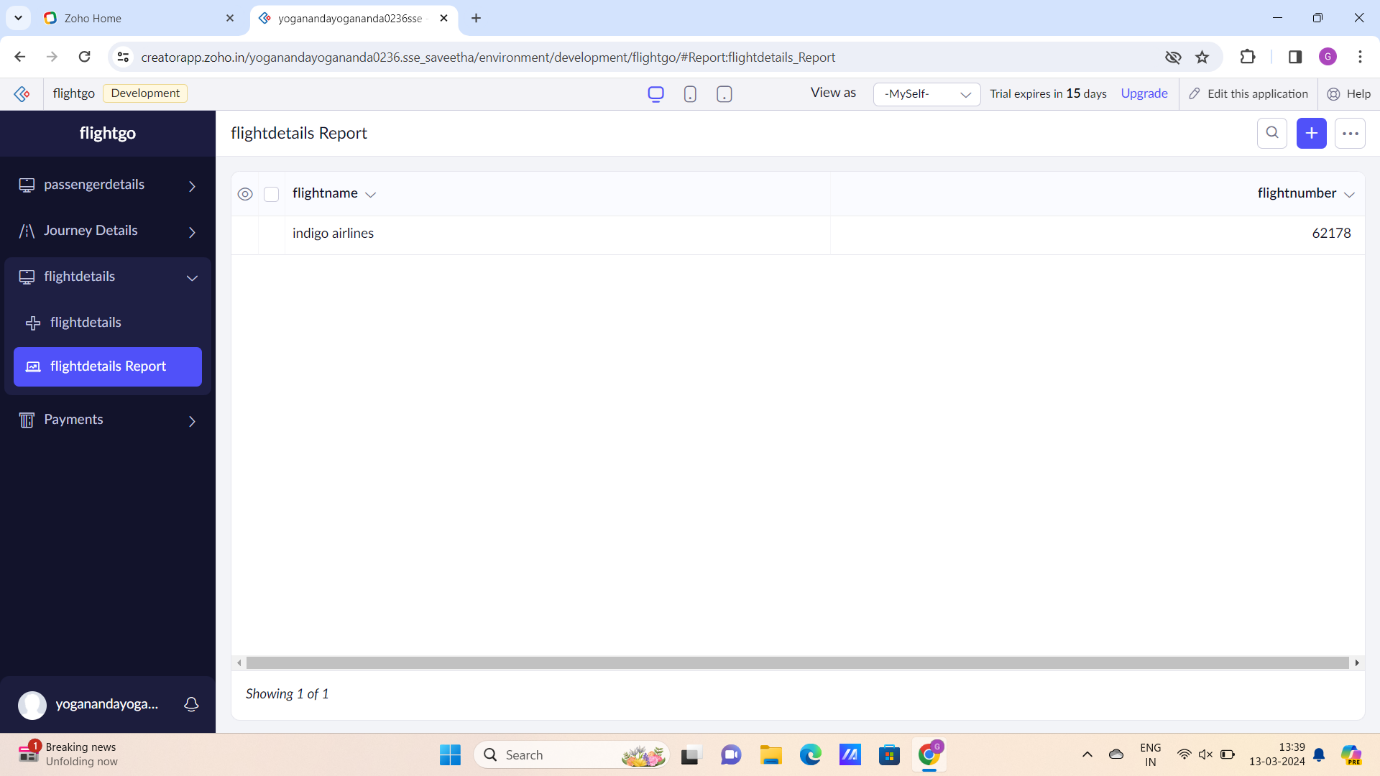 Zoho Home
yoganandayogananda0236sse
creatorapp.zoho.in/yoganandayogananda0236.sse_saveetha/environment/development/flightgo/#Report:flightdetails_Report
G
flightgo
Development
View as
-MySelf-
Trial expires in 15 days
Upgrade
Edit this application
Help
flightgo
passengerdetails
Journey Details
flightdetails
flightdetails
flightdetails Report
Payments
yoganandayoga...
flightdetails Report
flightname
flightnumber
indigo airlines
62178
Showing 1 of 1
1
Breaking news
Unfolding now
Search
G
ENG
IN
13:39
13-03-2024
PRE